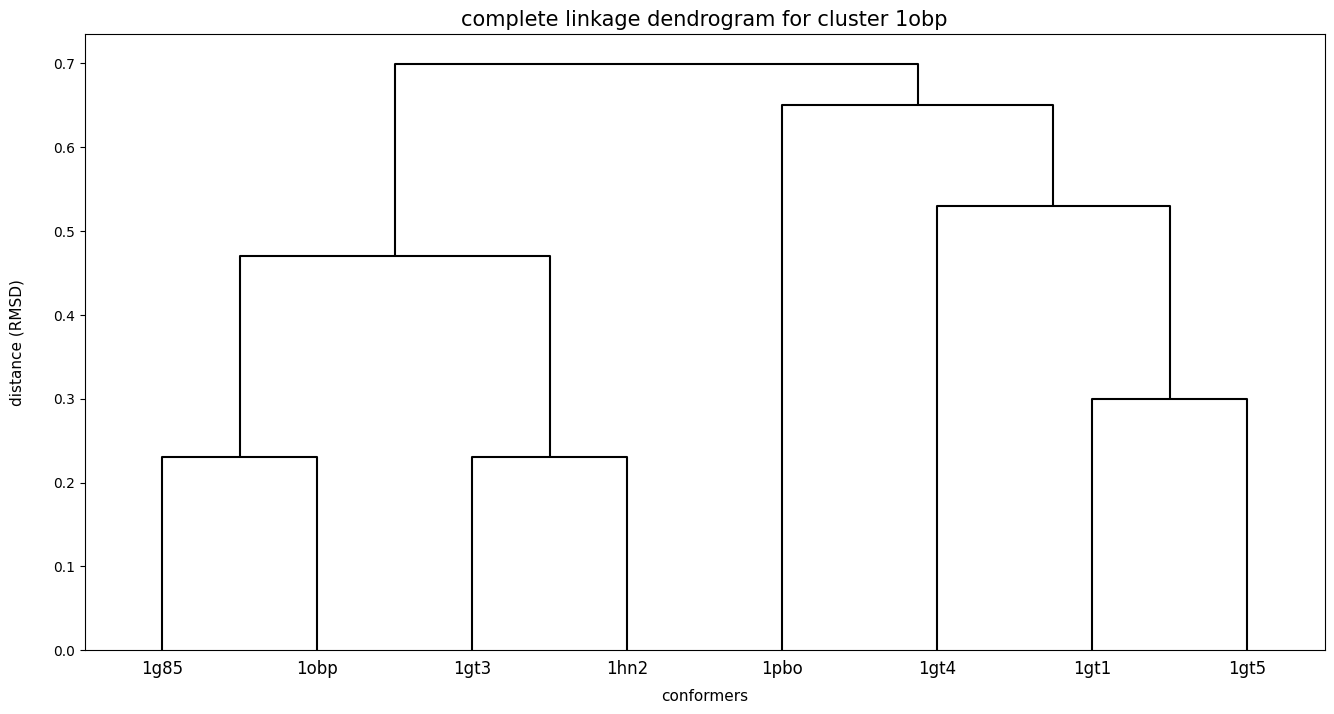 complete linkage dendrogram for cluster 1obp
0.7
0.6
0.5
0.4
0.3
0.2
0.1
0.0
distance (RMSD)
1g85 1obp 1gt3 1hn2 1pbo 1gt4 1gt1 1gt5
conformers